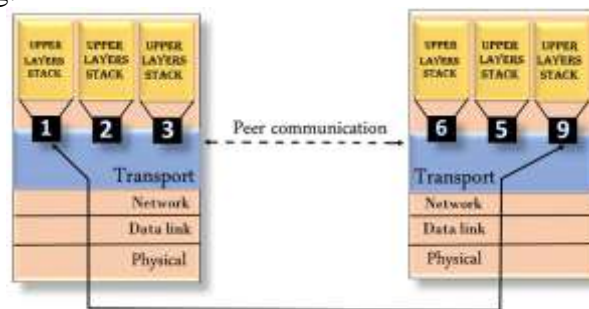 UPPER LAYERS STACK
UPPER LAYERS STACK
UPPER LAYERS STACK
1 2 3
Transport
Network
Data link
Physical
Peer communication
UPPER LAYERS STACK
UPPER LAYERS STACK
UPPER LAYERS STACK
6 5 9
Transport
Network
Data link
Physical